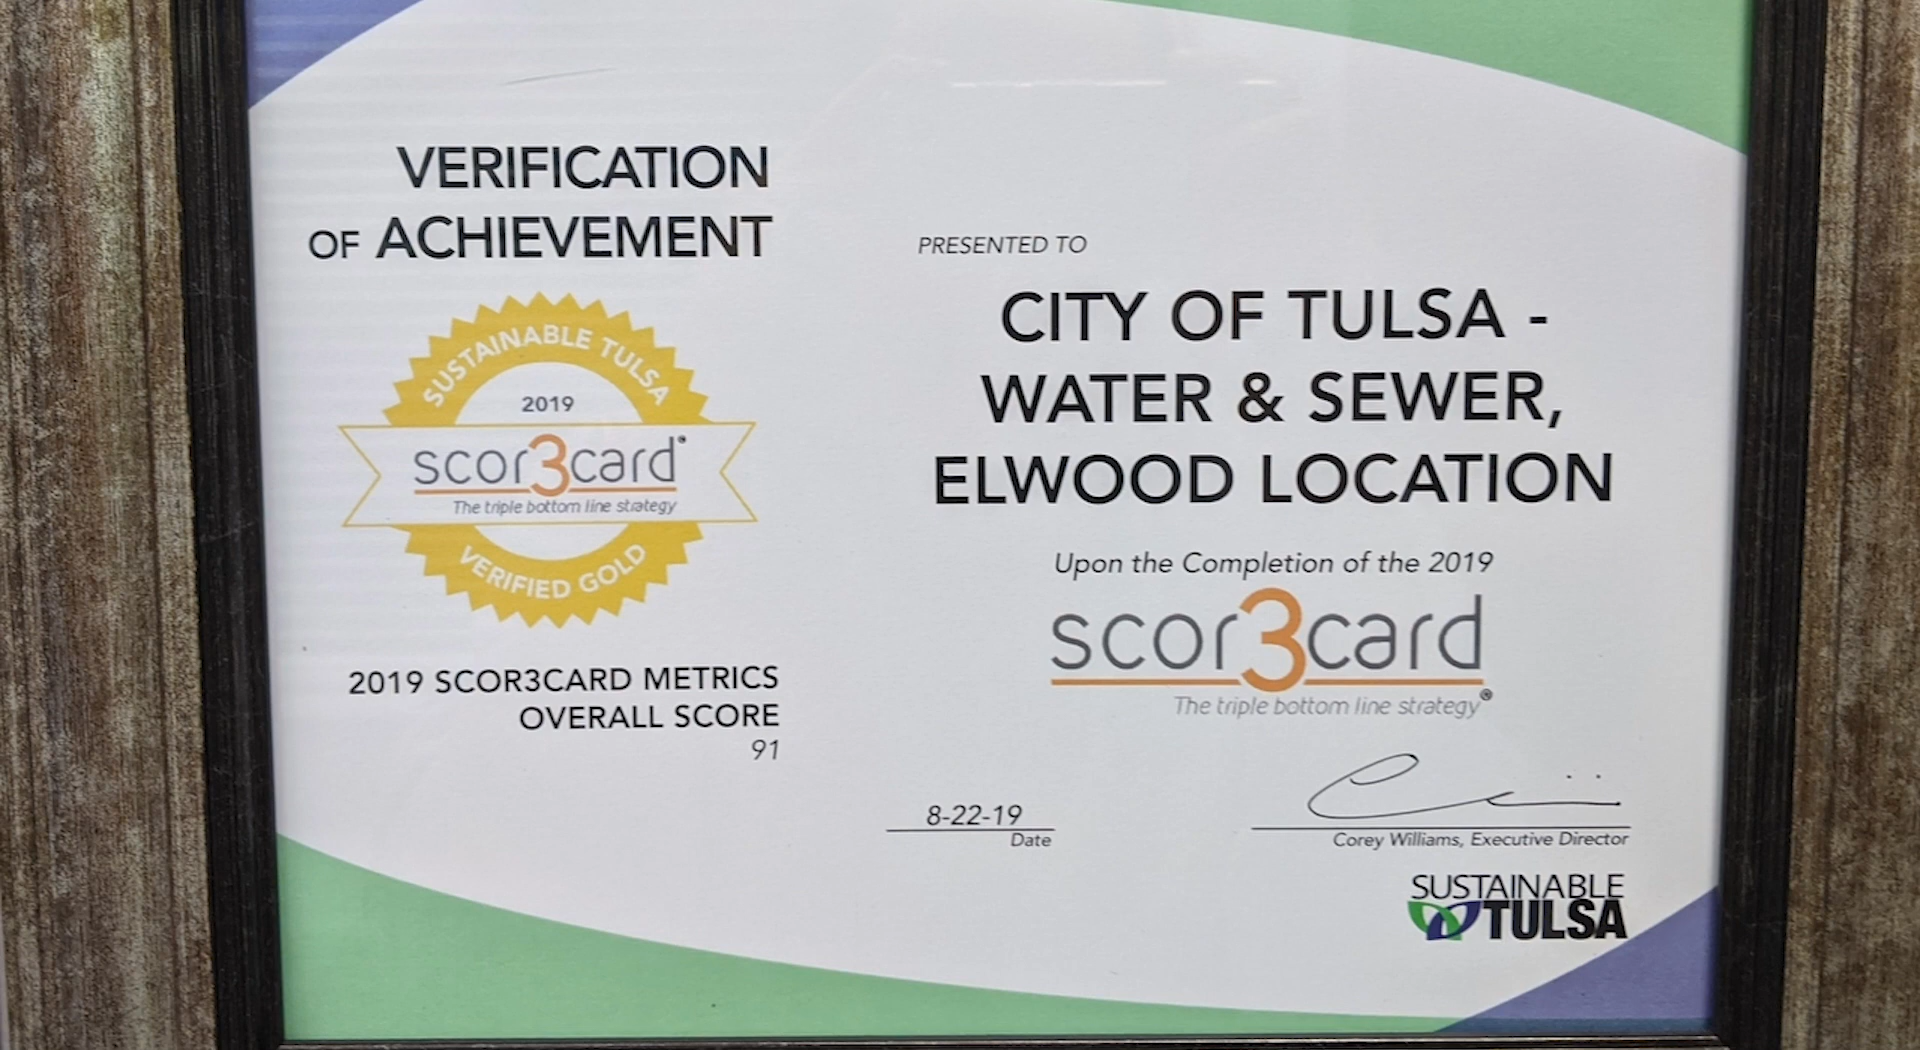 VERIFICATION
OF ACHIEVEMENT
SUSTAINABLE TULSA
2019
scor3card®
The triple bottom line strategy
VERIFIED GOLD
2019 SCOR3CARD METRICS
OVERALL SCORE
91
PRESENTED TO
CITY OF TULSA -
WATER & SEWER,
ELWOOD LOCATION
Upon the Completion of the 2019
scor3card
The triple bottom line strategy®
8-22-19
Date
Corey Williams, Executive Director
SUSTAINABLE
TULSA